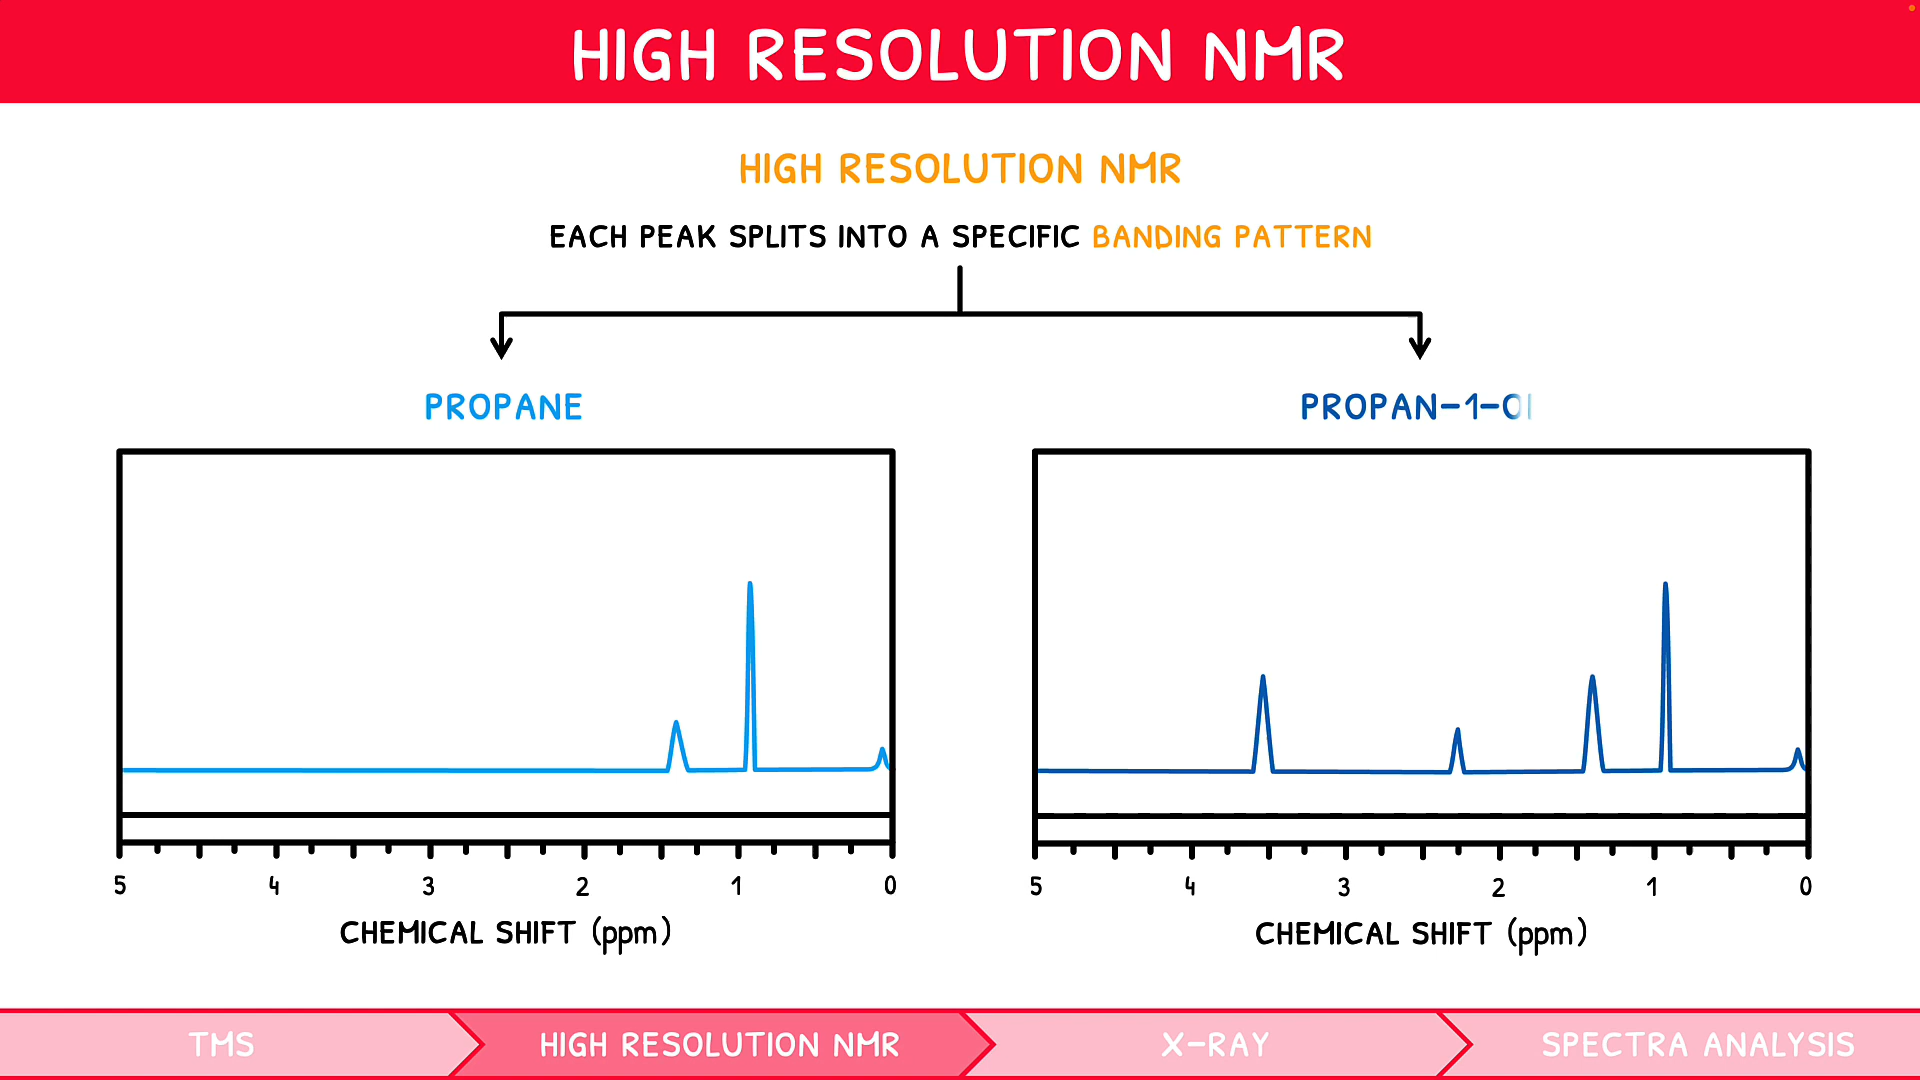 HIGH RESOLUTION NMR
HIGH RESOLUTION NMR
EACH PEAK SPLITS INTO A SPECIFIC BANDING PATTERN
PROPANE
PROPAN-1-O
5 4 3 2 1 0
CHEMICAL SHIFT (ppm)
5 4 3 2 1 0
CHEMICAL SHIFT (ppm)
TMS
HIGH RESOLUTION NMR
X-RAY
SPECTRA ANALYSIS